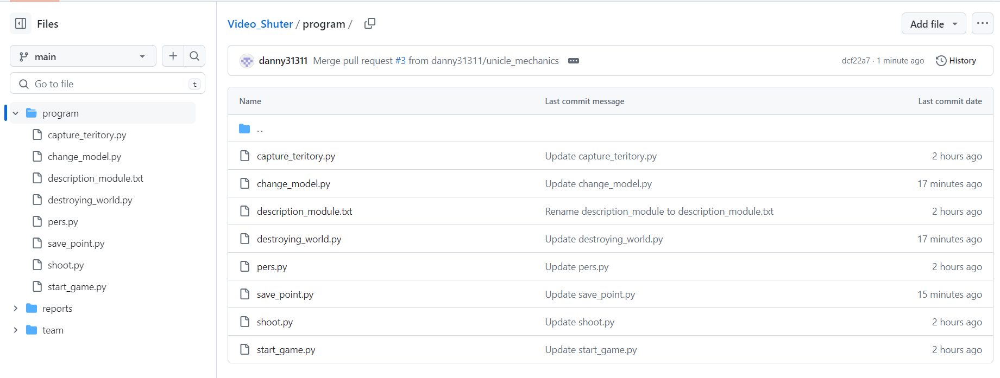 Files
main
Go to file
t
program
capture_teritory.py
change_model.py
description_module.txt
destroying_world.py
pers.py
save_point.py
shoot.py
start_game.py
reports
team
Video_Shuter / program /
Add file
danny31311 Merge pull request #3 from danny31311/unicle_mechanics
dcf22a7 · 1 minute ago
History
Name Last commit message Last commit date
..
capture_teritory.py Update capture_teritory.py 2 hours ago
change_model.py Update change_model.py 17 minutes ago
description_module.txt Rename description_module to description_module.txt 2 hours ago
destroying_world.py Update destroying_world.py 17 minutes ago
pers.py Update pers.py 2 hours ago
save_point.py Update save_point.py 15 minutes ago
shoot.py Update shoot.py 2 hours ago
start_game.py Update start_game.py 2 hours ago